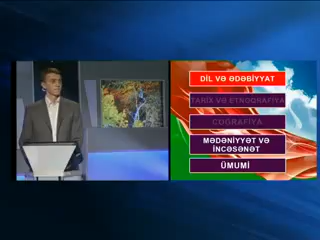 DİL VƏ ƏDƏBİYYAT
TARİX VƏ ETNOQRAFİYA
COĞRAFİYA
MƏDƏNİYYƏT VƏ
İNCƏSƏNƏT
ÜMUMİ